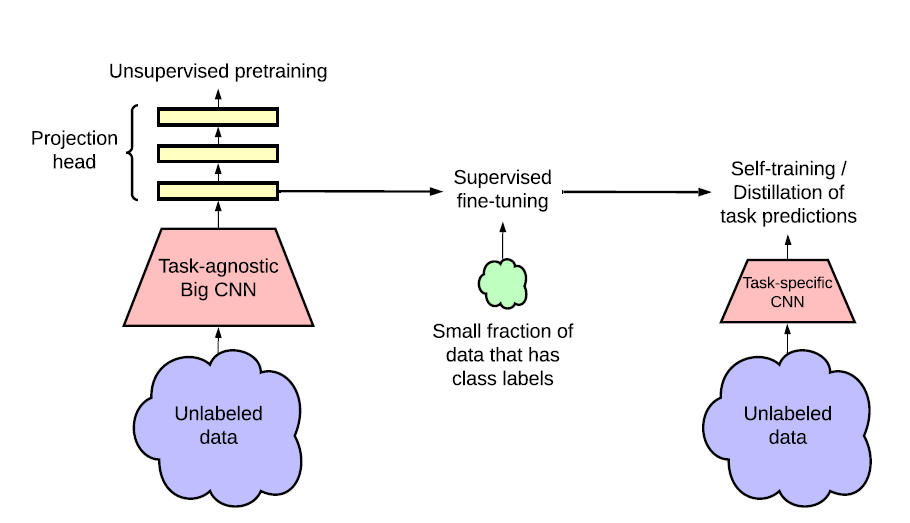 Unsupervised pretraining
Projection
head
Task-agnostic
Big CNN
Unlabeled
data
Supervised
fine-tuning
Small fraction of
data that has
class labels
Self-training /
Distillation of
task predictions
Task-specific
CNN
Unlabeled
data